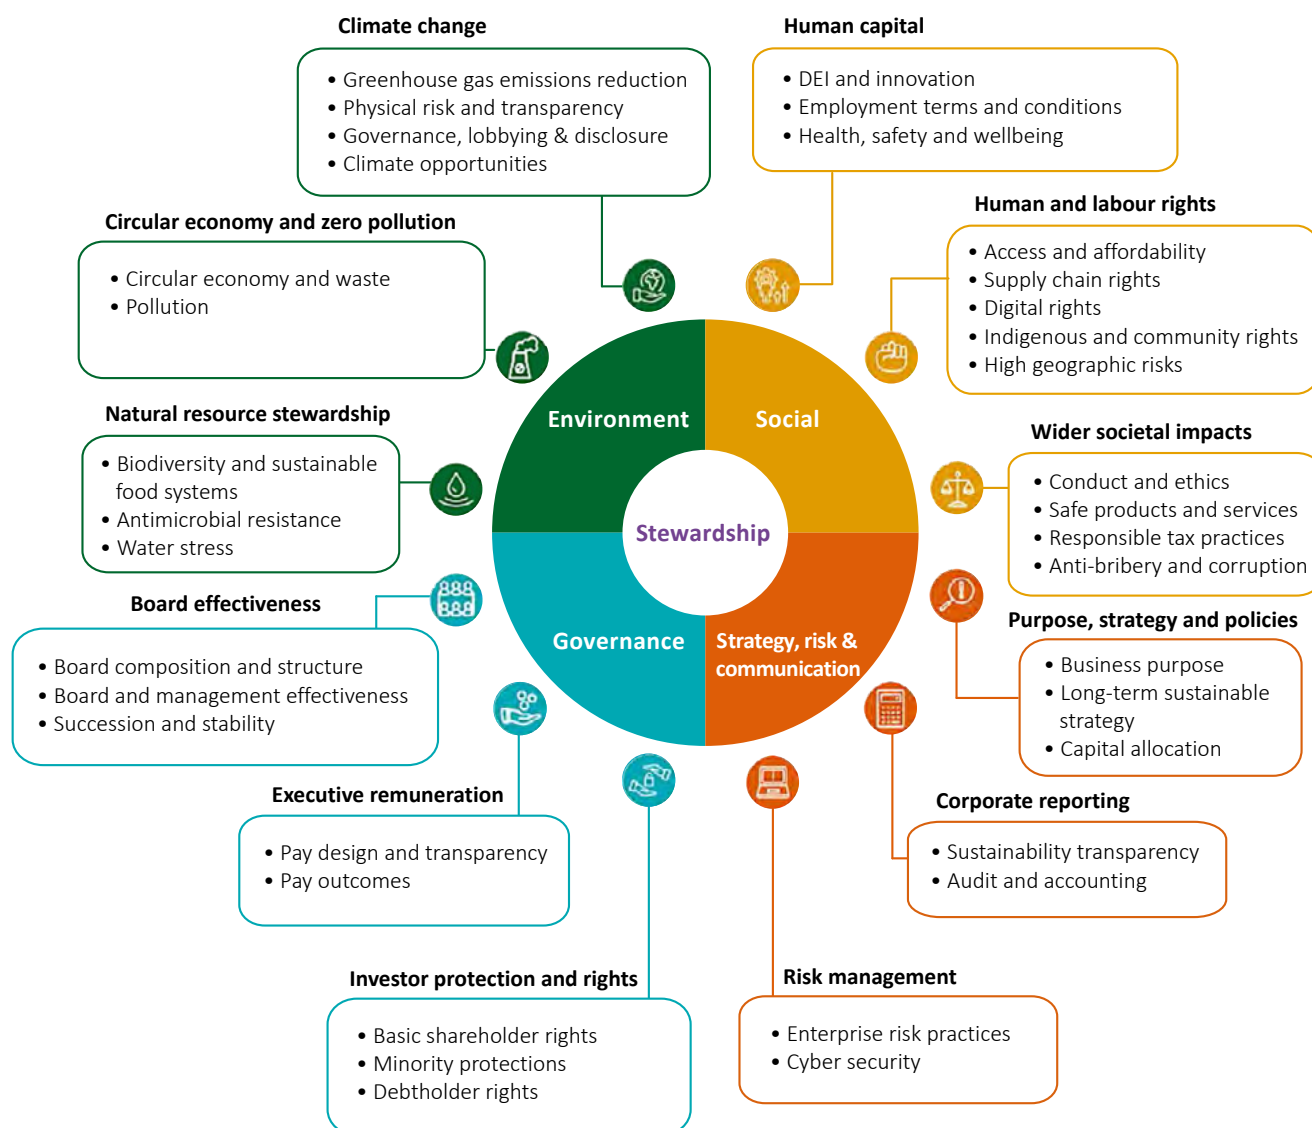 Climate change
• Greenhouse gas emissions reduction
• Physical risk and transparency
• Governance, lobbying & disclosure
• Climate opportunities
Human capital
• DEI and innovation
• Employment terms and conditions
• Health, safety and wellbeing
Circular economy and zero pollution
• Circular economy and waste
• Pollution
Human and labour rights
• Access and affordability
• Supply chain rights
• Digital rights
• Indigenous and community rights
• High geographic risks
Natural resource stewardship
• Biodiversity and sustainable
food systems
• Antimicrobial resistance
• Water stress
Environment
Social
Wider societal impacts
• Conduct and ethics
• Safe products and services
• Responsible tax practices
• Anti-bribery and corruption
Stewardship
Board effectiveness
• Board composition and structure
• Board and management effectiveness
• Succession and stability
Governance
Strategy, risk &
communication
Purpose, strategy and policies
• Business purpose
• Long-term sustainable
strategy
• Capital allocation
Executive remuneration
• Pay design and transparency
• Pay outcomes
Corporate reporting
• Sustainability transparency
• Audit and accounting
Investor protection and rights
• Basic shareholder rights
• Minority protections
• Debtholder rights
Risk management
• Enterprise risk practices
• Cyber security